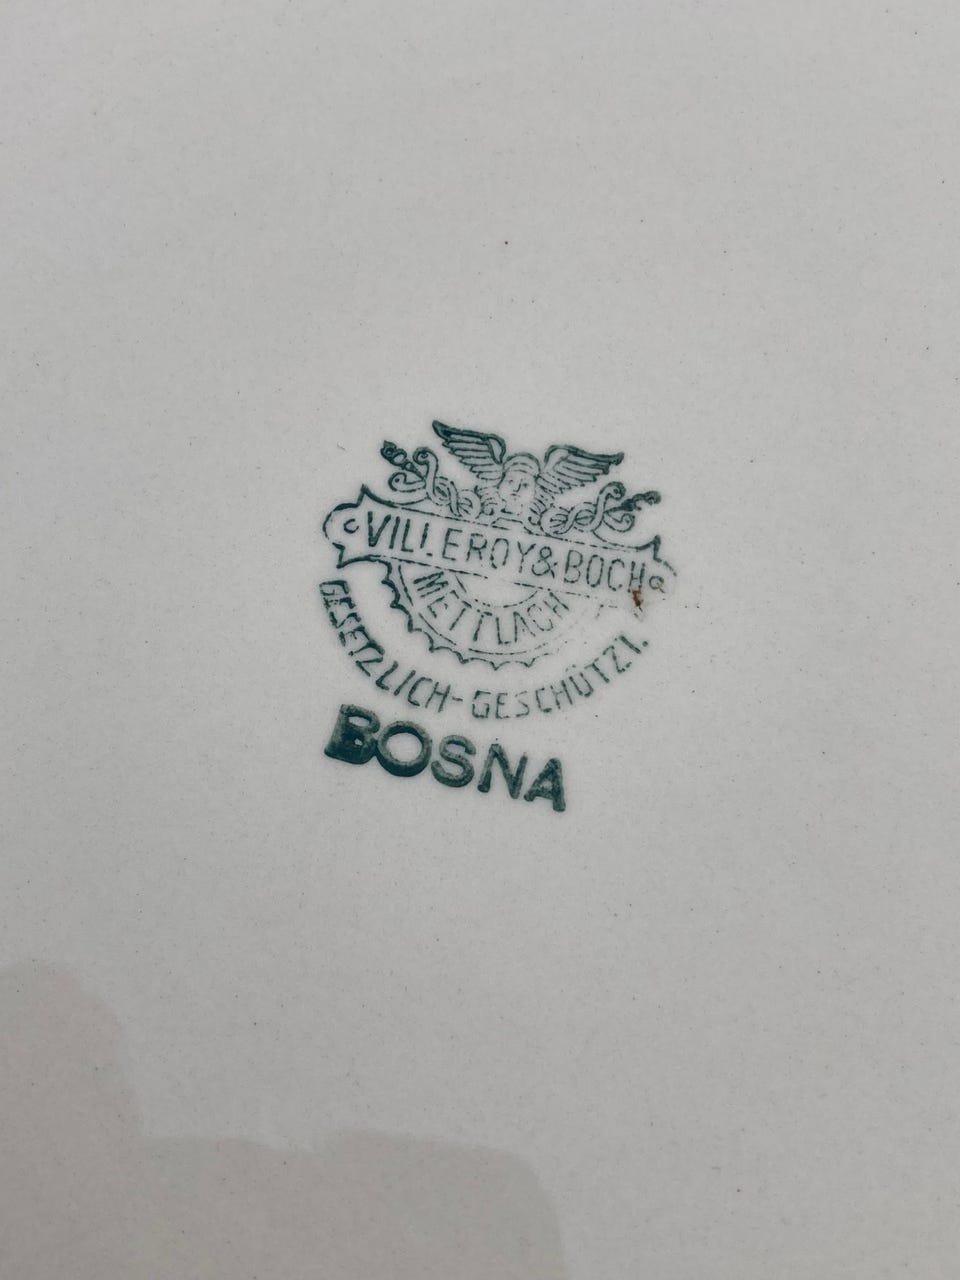 VILLEROY & BOCH
METTLACH
GESETZLICH-GESCHÜTZT.
BOSNA